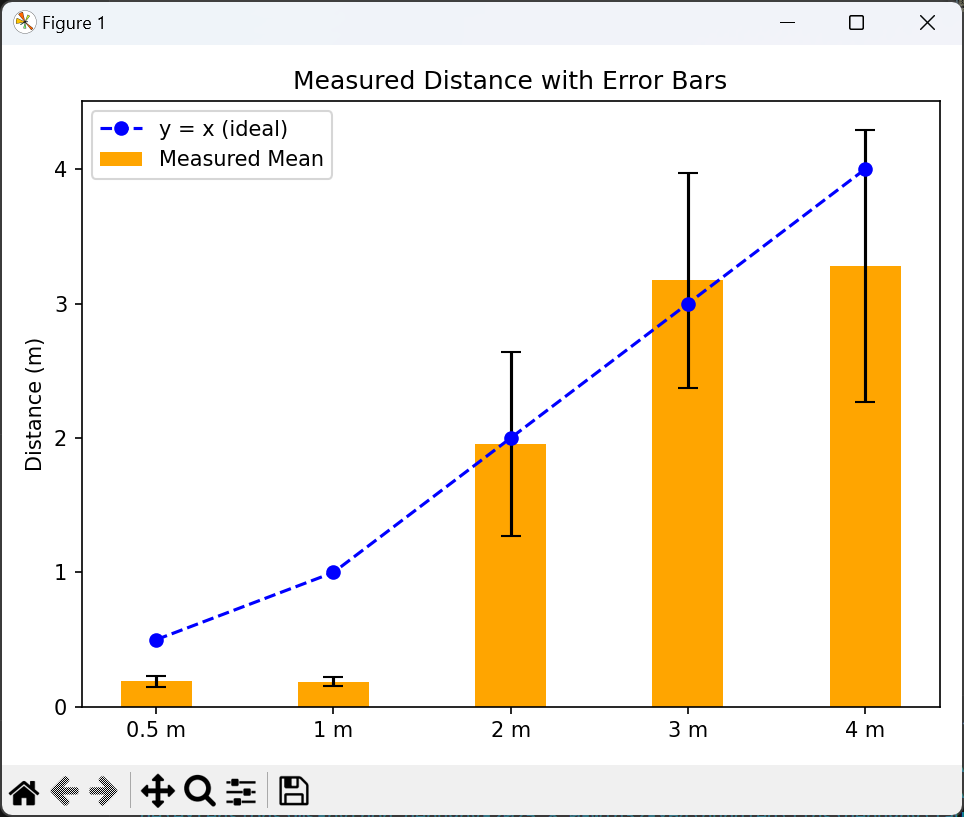 Figure 1
Measured Distance with Error Bars
y = x (ideal)
Measured Mean
Distance (m)
4
3
2
1
0
0.5 m
1 m
2 m
3 m
4 m